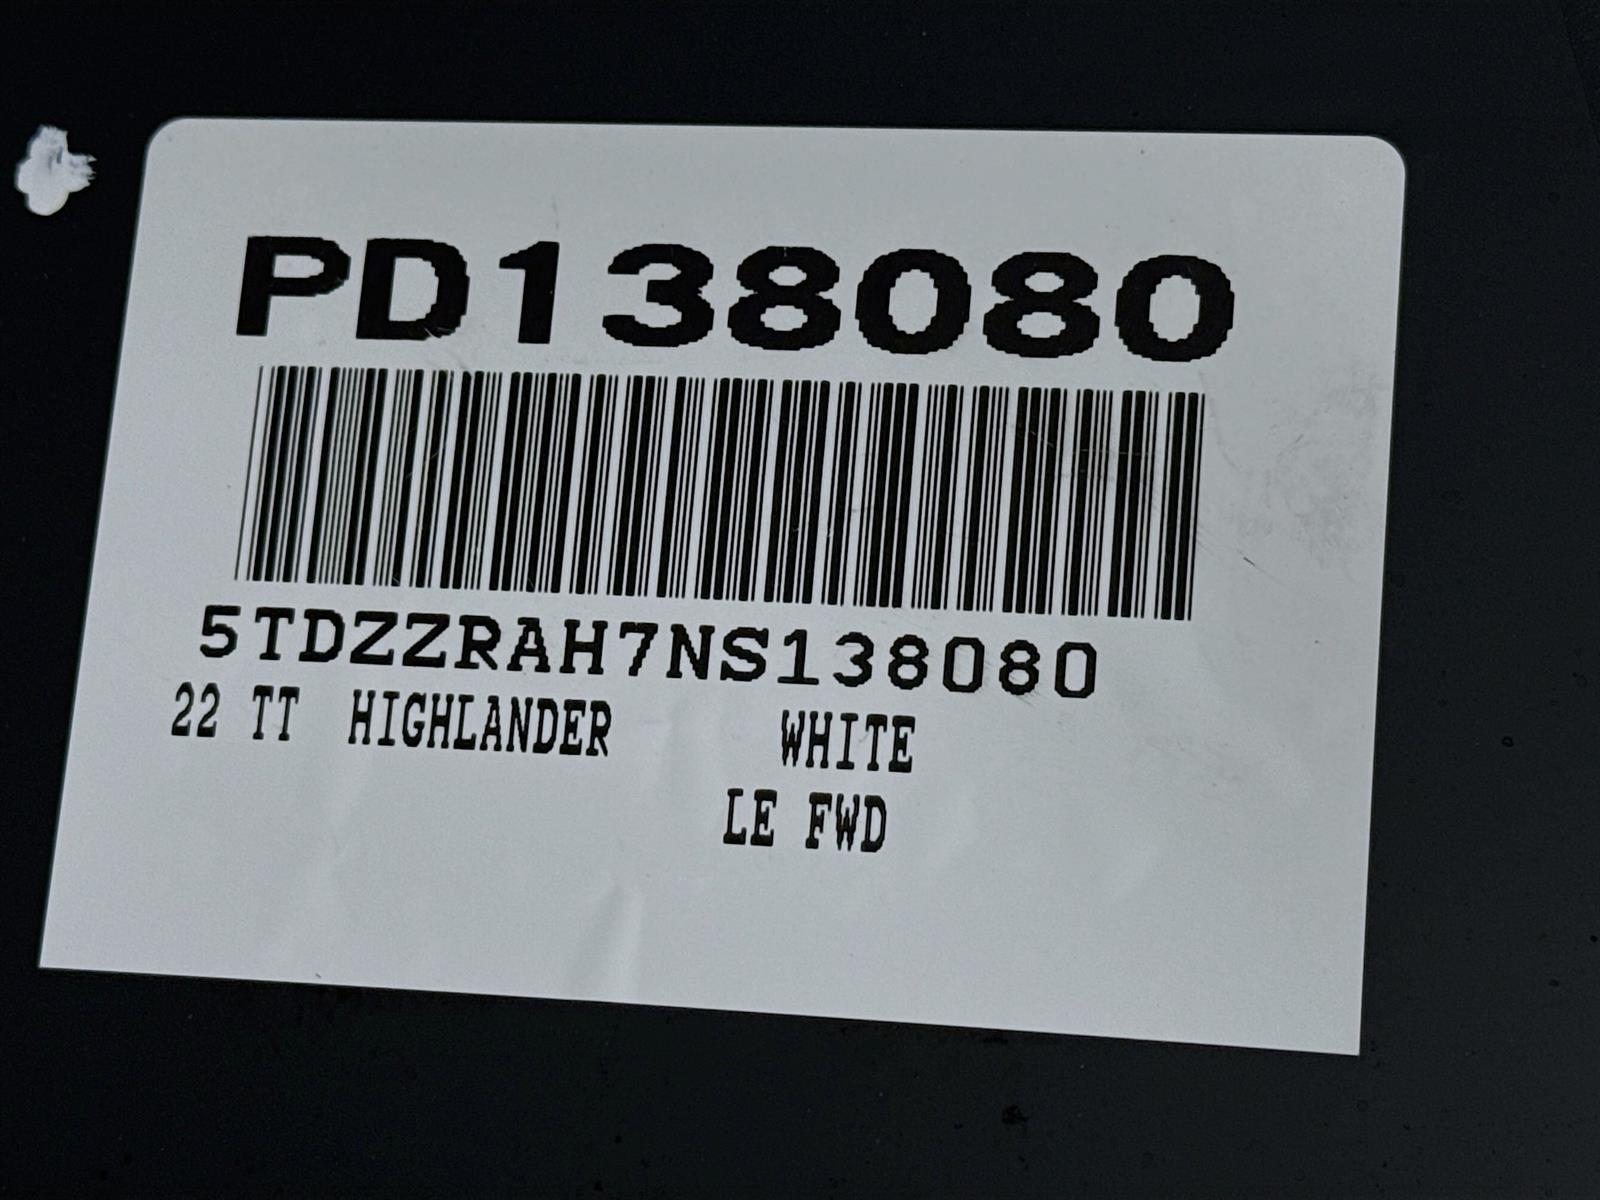 PD138080
5TDZZRAH7NS138080
22 TT HIGHLANDER WHITE
LE FWD